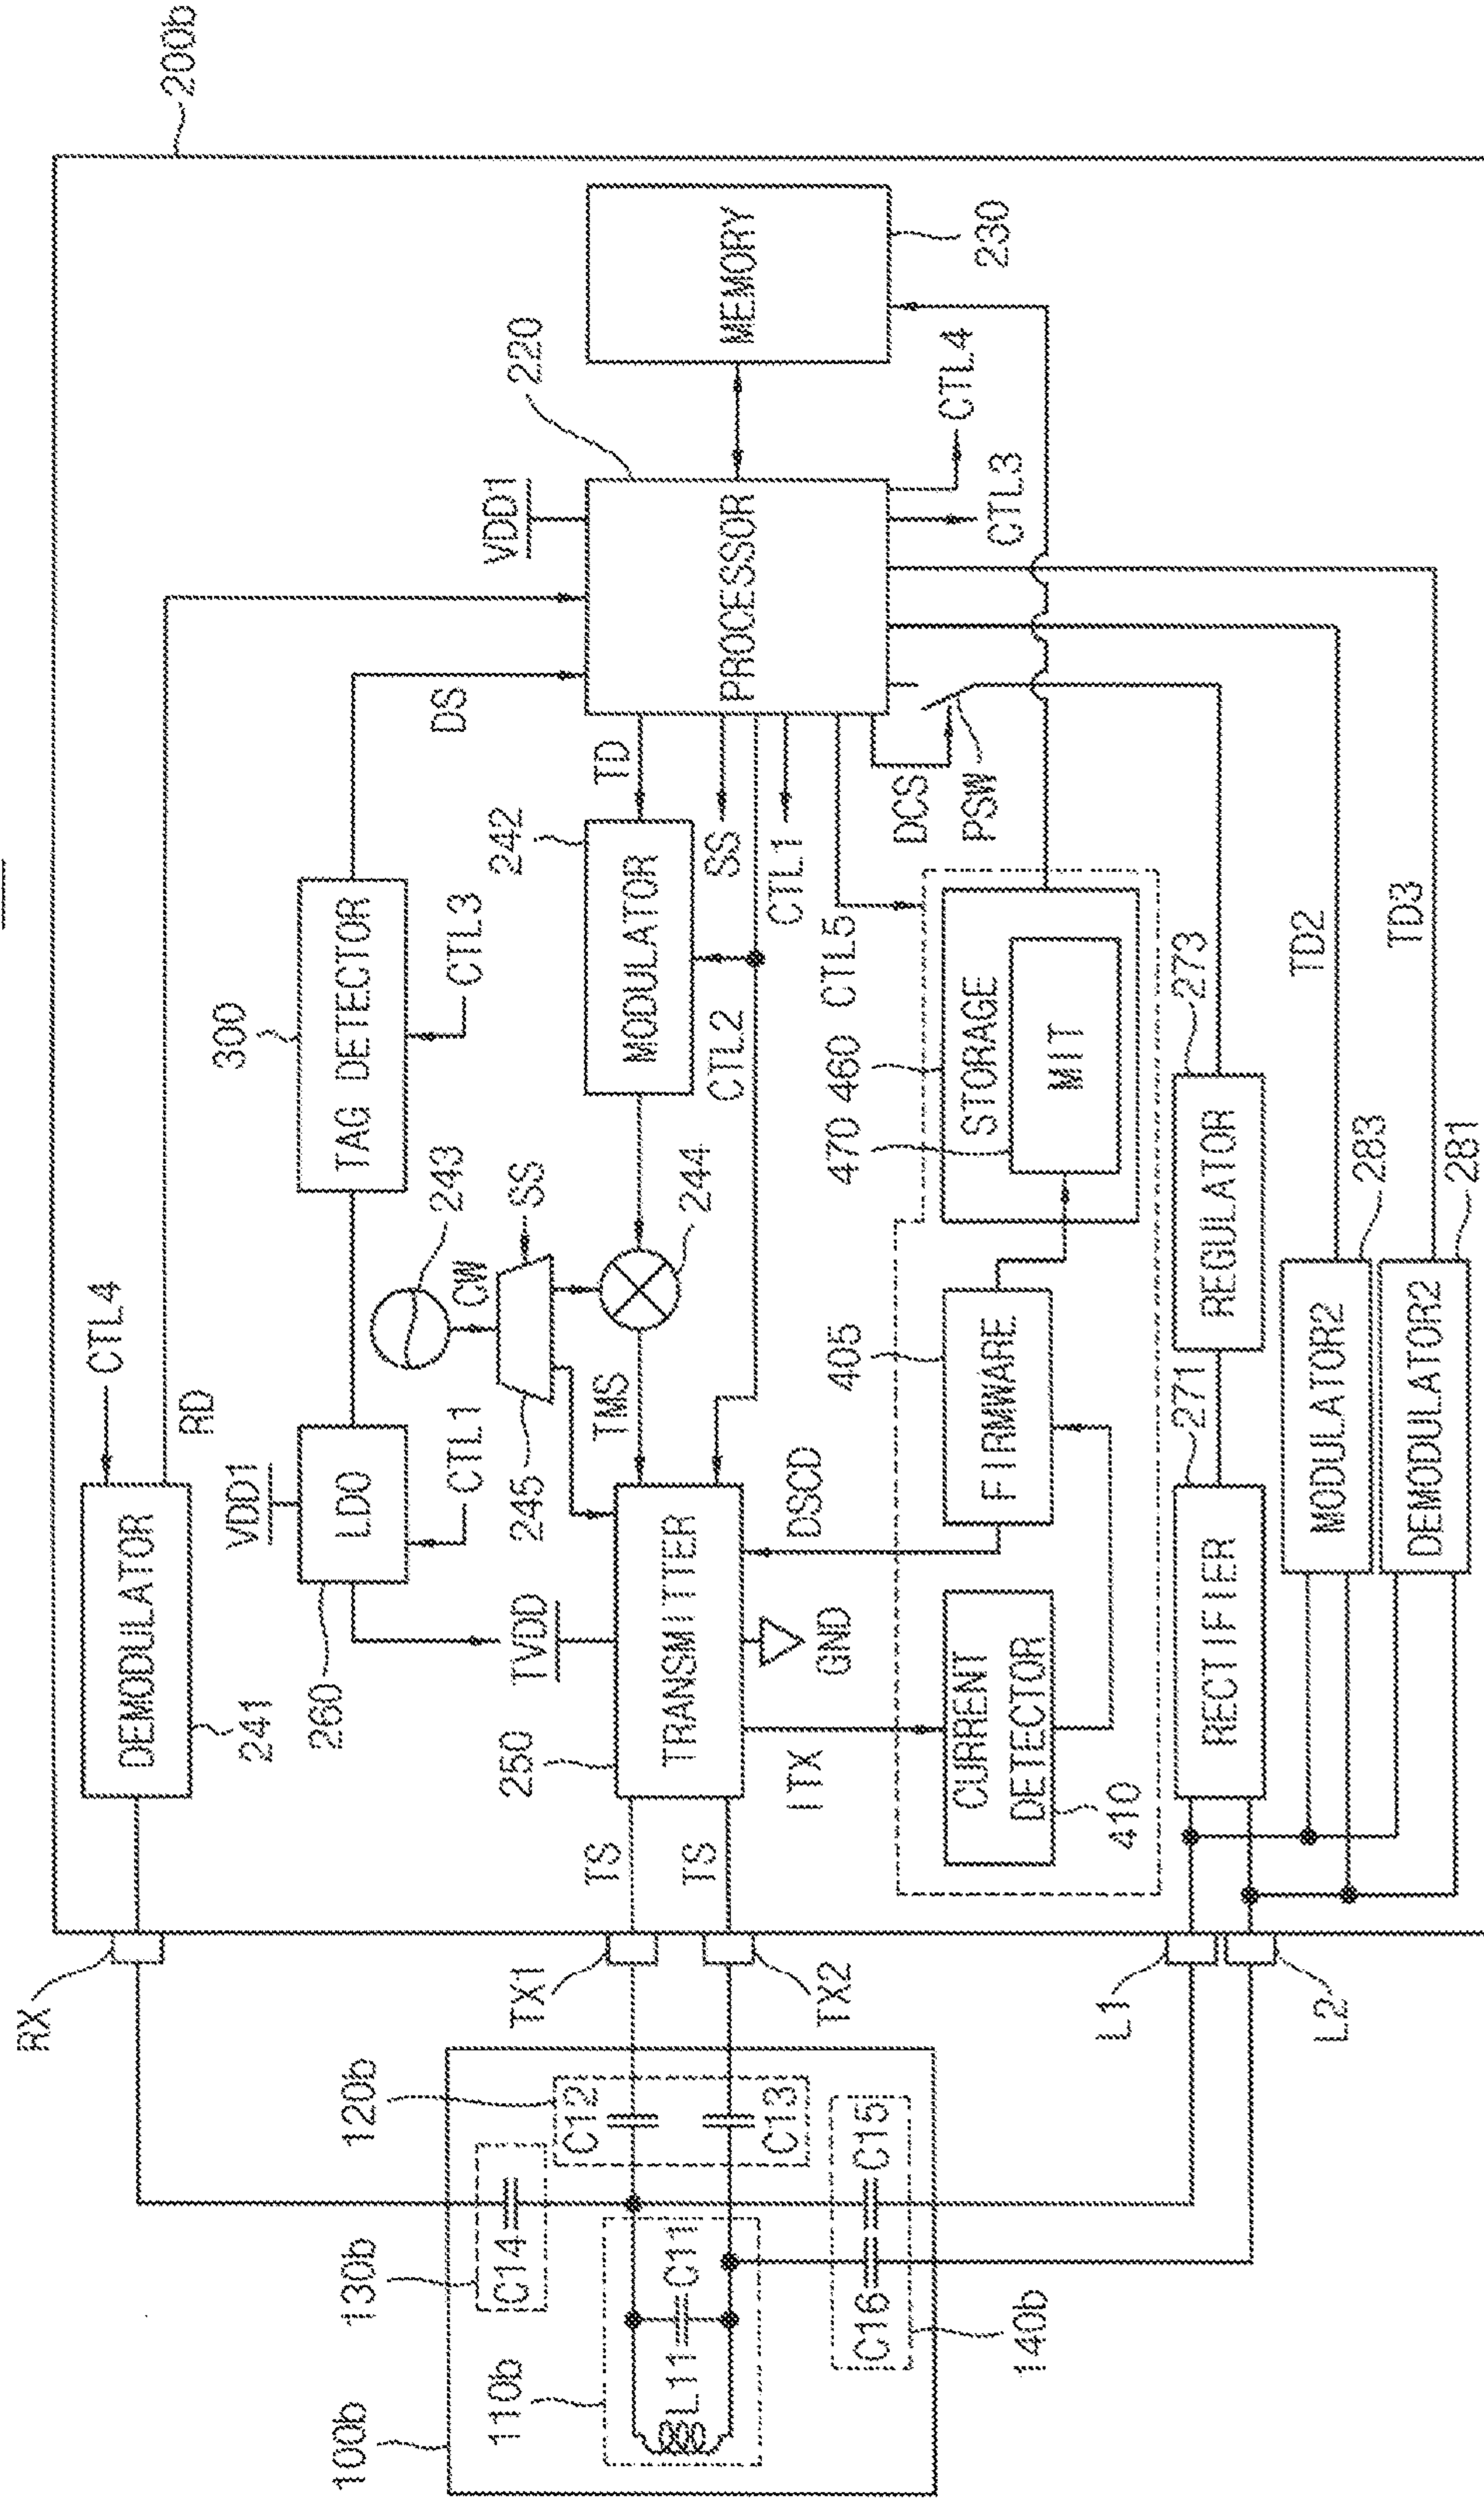 200b
RX
DEMODULATOR
241
CTL4
RD
VDD1
LDO
260
CTL1
TAG DETECTOR
300
CTL3
DS
VDD1
220
PROCESSOR
MEMORY
230
243
CW
SS
245
TVDD
250
TRANSMITTER
TS
TS
TX1
TX2
TMS
244
242
MODULATOR
TD
CTL2
SS
CTL1
CTL5
DCS
PSW
CTL3
CTL4
DSCD
GND
ITX
CURRENT
DETECTOR
410
405
FIRMWARE
470
460
STORAGE
MIT
L1
L2
RECTIFIER
271
REGULATOR
273
MODULATOR2
283
TD2
DEMODULATOR2
281
TD3
100b
110b
L11
C11
120b
C12
C13
130b
C14
C15
C16
140b